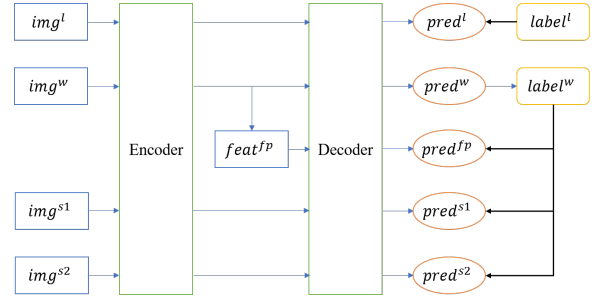 img^l pred^l label^l
img^w pred^w label^w
Encoder feat^fp Decoder pred^fp
img^s1 pred^s1
img^s2 pred^s2